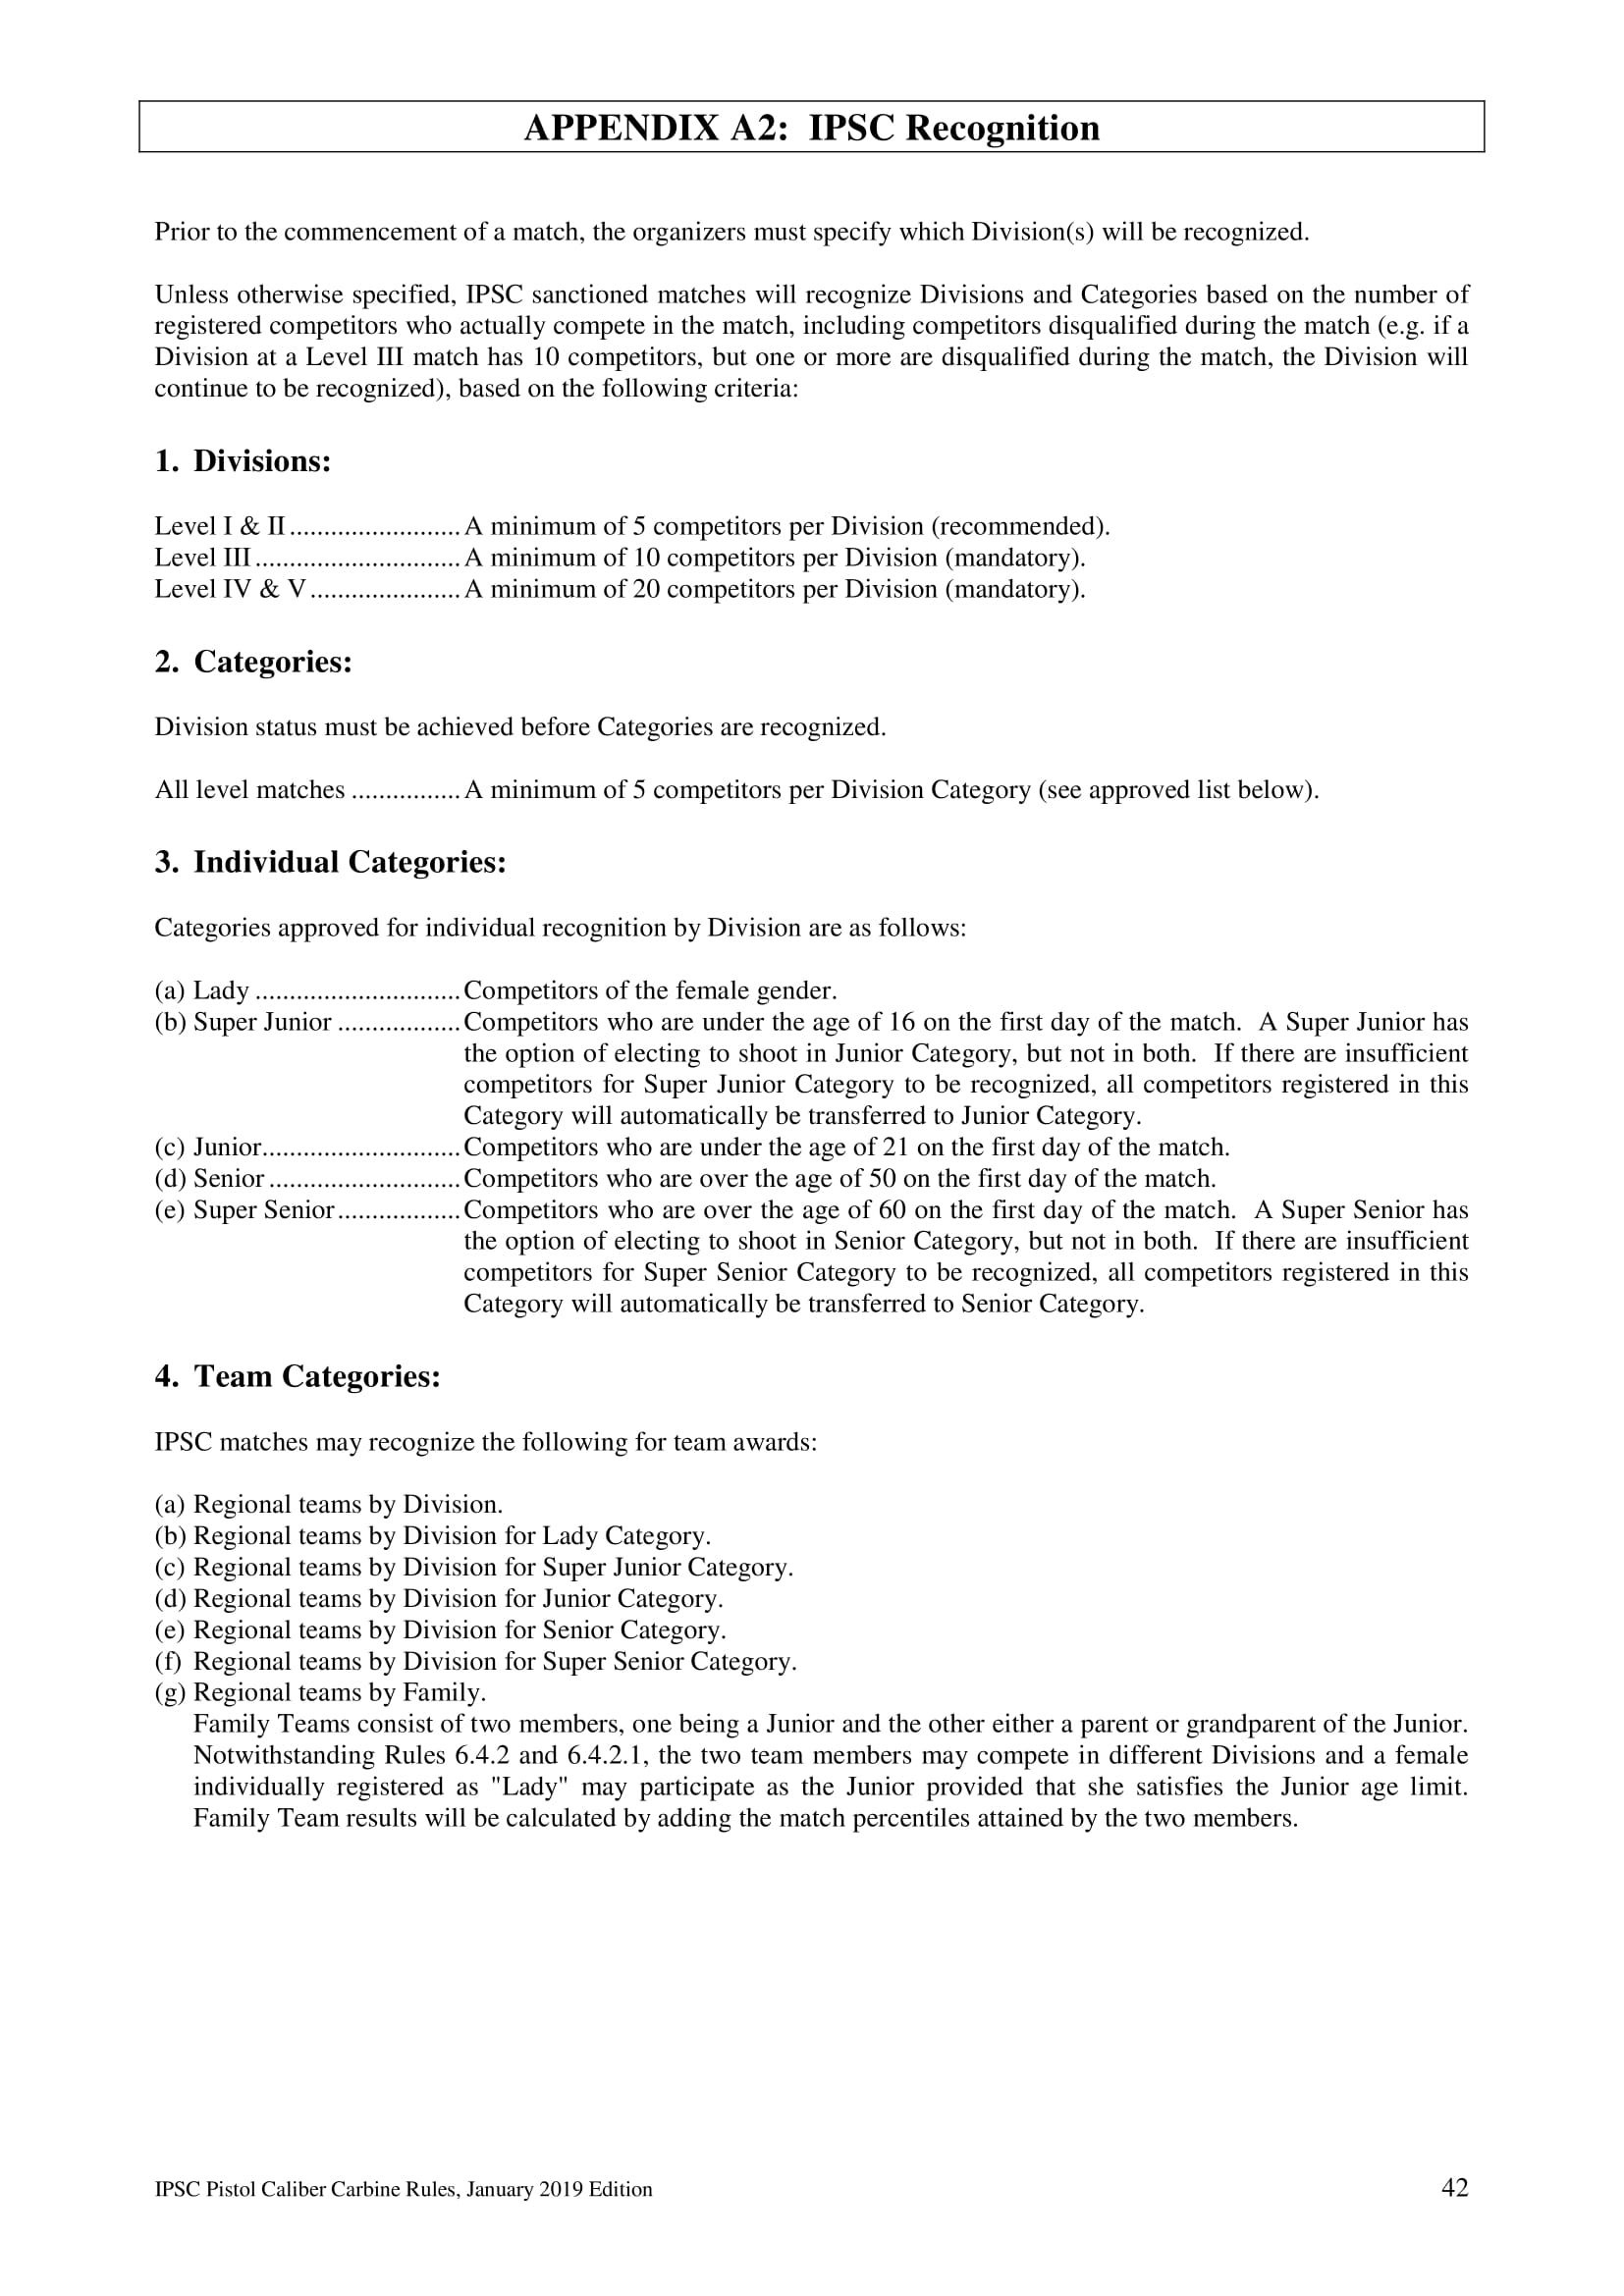 APPENDIX A2:  IPSC Recognition
Prior to the commencement of a match, the organizers must specify which Division(s) will be recognized.
Unless otherwise specified, IPSC sanctioned matches will recognize Divisions and Categories based on the number of
registered competitors who actually compete in the match, including competitors disqualified during the match (e.g. if a
Division at a Level III match has 10 competitors, but one or more are disqualified during the match, the Division will
continue to be recognized), based on the following criteria:
1.  Divisions:
Level I & II ......................... A minimum of 5 competitors per Division (recommended).
Level III .............................. A minimum of 10 competitors per Division (mandatory).
Level IV & V ...................... A minimum of 20 competitors per Division (mandatory).
2.  Categories:
Division status must be achieved before Categories are recognized.
All level matches ................ A minimum of 5 competitors per Division Category (see approved list below).
3.  Individual Categories:
Categories approved for individual recognition by Division are as follows:
(a) Lady .............................. Competitors of the female gender.
(b) Super Junior .................. Competitors who are under the age of 16 on the first day of the match.  A Super Junior has
the option of electing to shoot in Junior Category, but not in both.  If there are insufficient
competitors for Super Junior Category to be recognized, all competitors registered in this
Category will automatically be transferred to Junior Category.
(c) Junior............................. Competitors who are under the age of 21 on the first day of the match.
(d) Senior ............................ Competitors who are over the age of 50 on the first day of the match.
(e) Super Senior .................. Competitors who are over the age of 60 on the first day of the match.  A Super Senior has
the option of electing to shoot in Senior Category, but not in both.  If there are insufficient
competitors for Super Senior Category to be recognized, all competitors registered in this
Category will automatically be transferred to Senior Category.
4.  Team Categories:
IPSC matches may recognize the following for team awards:
(a) Regional teams by Division.
(b) Regional teams by Division for Lady Category.
(c) Regional teams by Division for Super Junior Category.
(d) Regional teams by Division for Junior Category.
(e) Regional teams by Division for Senior Category.
(f) Regional teams by Division for Super Senior Category.
(g) Regional teams by Family.
Family Teams consist of two members, one being a Junior and the other either a parent or grandparent of the Junior.
Notwithstanding Rules 6.4.2 and 6.4.2.1, the two team members may compete in different Divisions and a female
individually registered as "Lady" may participate as the Junior provided that she satisfies the Junior age limit.
Family Team results will be calculated by adding the match percentiles attained by the two members.
IPSC Pistol Caliber Carbine Rules, January 2019 Edition 42